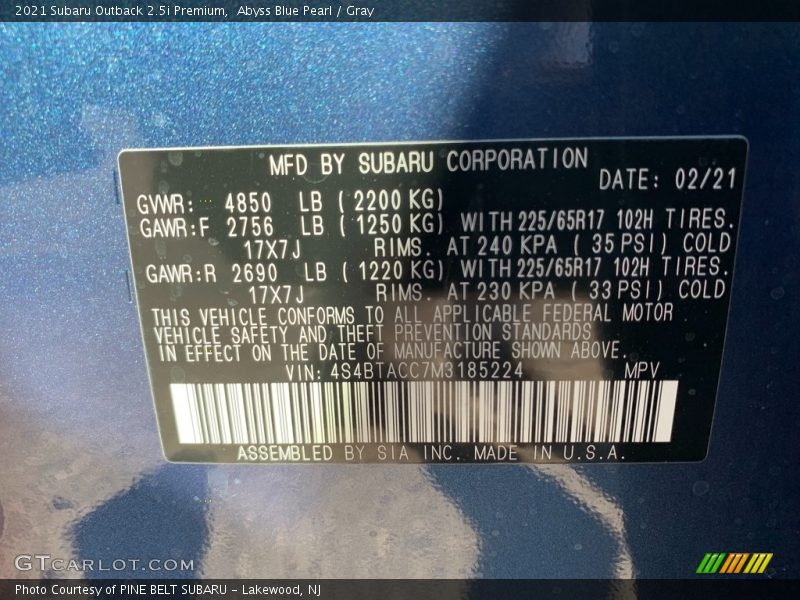 2021 Subaru Outback 2.5i Premium,  Abyss Blue Pearl / Gray
MFD BY SUBARU CORPORATION
DATE: 02/21
GVWR: 4850 LB ( 2200 KG)
GAWR:F 2756 LB ( 1250 KG) WITH 225/65R17 102H TIRES.
17X7J RIMS. AT 240 KPA ( 35 PSI) COLD
GAWR:R 2690 LB ( 1220 KG) WITH 225/65R17 102H TIRES.
17X7J RIMS. AT 230 KPA ( 33 PSI) COLD
THIS VEHICLE CONFORMS TO ALL APPLICABLE FEDERAL MOTOR
VEHICLE SAFETY AND THEFT PREVENTION STANDARDS
IN EFFECT ON THE DATE OF MANUFACTURE SHOWN ABOVE.
VIN: 4S4BTACC7M3185224 MPV
ASSEMBLED BY SIA INC. MADE IN U.S.A.
GTCARLOT.COM
Photo Courtesy of PINE BELT SUBARU - Lakewood, NJ